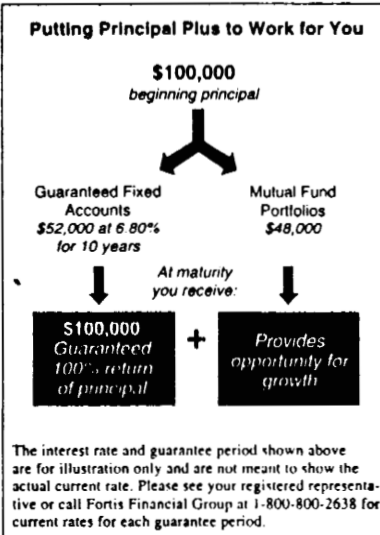 Putting Principal Plus to Work for You
$100,000
beginning principal
Guaranteed Fixed
Accounts
$52,000 at 6.80%
for 10 years
Mutual Fund
Portfolios
$48,000
At maturity
you receive:
$100,000
Guaranteed
100% return
of principal
+
Provides
opportunity for
growth
The interest rate and guarantee period shown above
are for illustration only and are not meant to show the
actual current rate. Please see your registered representa-
tive or call Fortis Financial Group at 1-800-800-2638 for
current rates for each guarantee period.